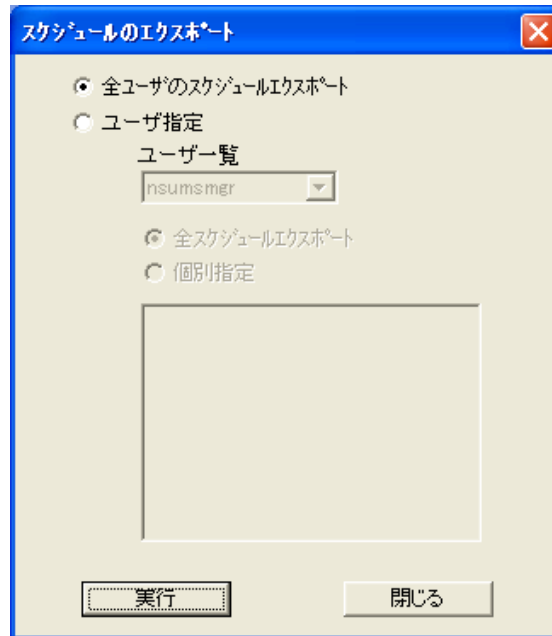 スケジュールのエクスポート
全ユーザのスケジュールエクスポート
ユーザ指定
ユーザ一覧
nsumsmgr
全スケジュールエクスポート
個別指定
実行
閉じる